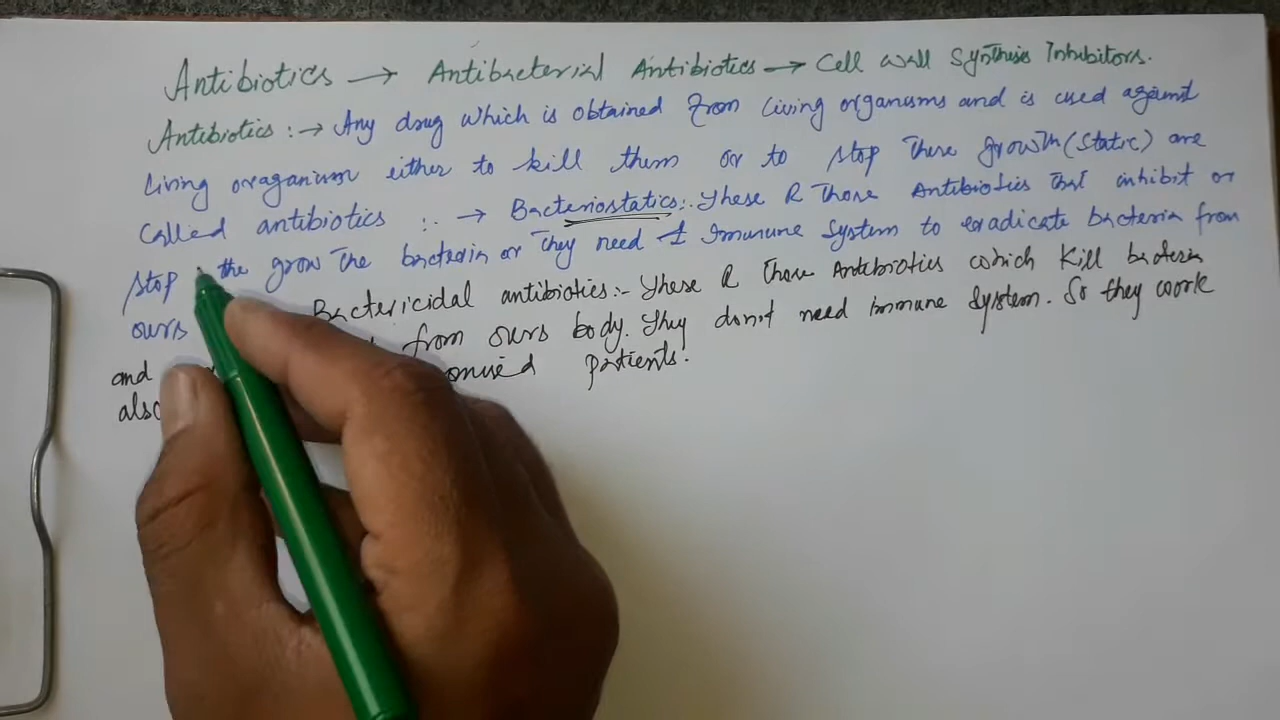 Antibiotics → Antibacterial Antibiotics → Cell wall Synthesis Inhibitors.
Antibiotics :→ Any drug which is obtained from living organisms and is used against
living oraganism either to kill them or to stop there growth (static) are
called antibiotics :. → Bacteriostatics:. These R those Antibiotics that inhibit or
stop the grow the bacteria or they need Immune System to eradicate bacteria from
ours Bactericidal antibiotics:- These R those Antibiotics which kill bacteria
and from ours body. They don't need immune system. So they work
also patients.